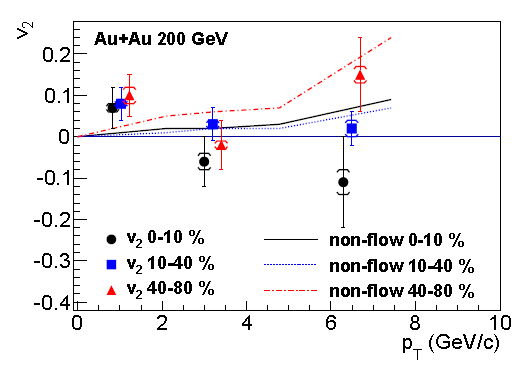 v2
Au+Au 200 GeV
0.2
0.1
0
-0.1
-0.2
-0.3
-0.4
v2 0-10 %
v2 10-40 %
v2 40-80 %
non-flow 0-10 %
non-flow 10-40 %
non-flow 40-80 %
0 2 4 6 8 10
pT (GeV/c)